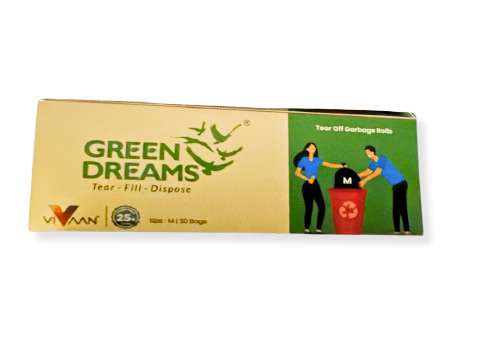 GREEN
DREAMS
®
Tear - Fill - Dispose
VIVAAN
25
Size : M | 30 Bags
Tear Off Garbage Rolls
M